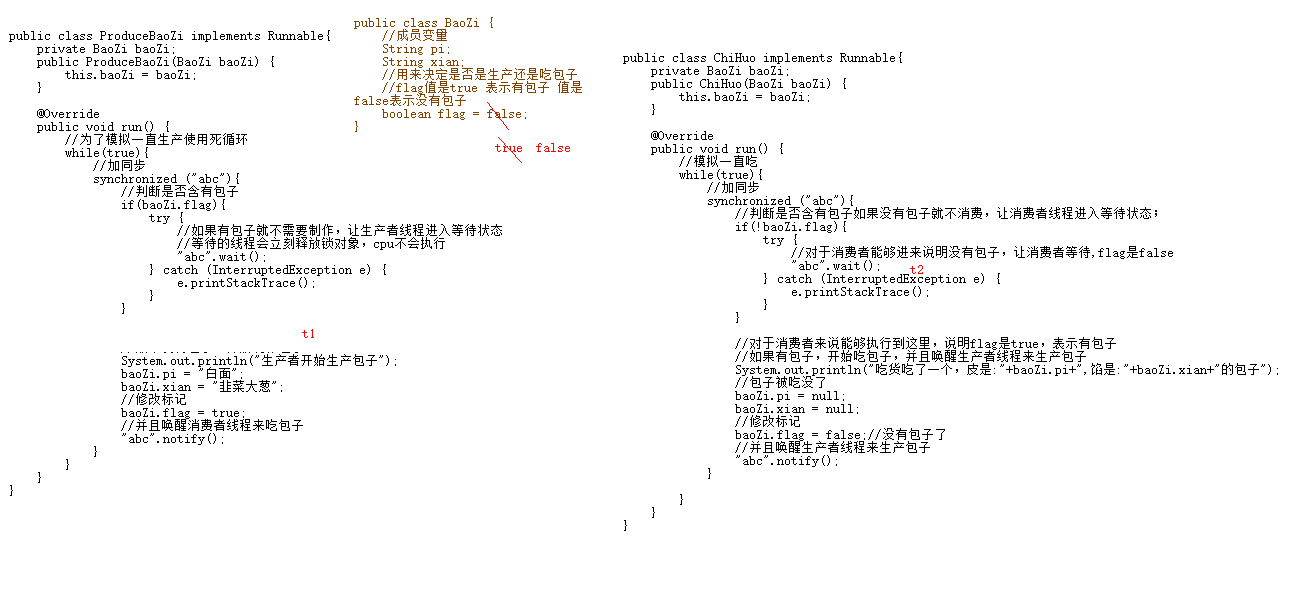 public class ProduceBaoZi implements Runnable{
    private BaoZi baoZi;
    public ProduceBaoZi(BaoZi baoZi) {
        this.baoZi = baoZi;
    }
    @Override
    public void run() {
        //为了模拟一直生产使用死循环
        while(true){
            //加同步
            synchronized ("abc"){
                //判断是否含有包子
                if(baoZi.flag){
                    try {
                        //如果有包子就不需要制作，让生产者线程进入等待状态
                        //等待的线程会立刻释放锁对象，cpu不会执行
                        "abc".wait();
                    } catch (InterruptedException e) {
                        e.printStackTrace();
                    }
                }
t1
                System.out.println("生产者开始生产包子");
                baoZi.pi = "白面";
                baoZi.xian = "韭菜大葱";
                //修改标记
                baoZi.flag = true;
                //并且唤醒消费者线程来吃包子
                "abc".notify();
            }
        }
    }
}
public class BaoZi {
    //成员变量
    String pi;
    String xian;
    //用来决定是否是生产还是吃包子
    //flag值是true 表示有包子 值是
false表示没有包子
    boolean flag = false;
}
true false
public class ChiHuo implements Runnable{
    private BaoZi baoZi;
    public ChiHuo(BaoZi baoZi) {
        this.baoZi = baoZi;
    }
    @Override
    public void run() {
        //模拟一直吃
        while(true){
            //加同步
            synchronized ("abc"){
                //判断是否含有包子如果没有包子就不消费，让消费者线程进入等待状态；
                if(!baoZi.flag){
                    try {
                        //对于消费者能够进来说明没有包子，让消费者等待,flag是false
                        "abc".wait();
t2
                    } catch (InterruptedException e) {
                        e.printStackTrace();
                    }
                }
                //对于消费者来说能够执行到这里，说明flag是true，表示有包子
                //如果有包子，开始吃包子，并且唤醒生产者线程来生产包子
                System.out.println("吃货吃了一个，皮是:"+baoZi.pi+",馅是:"+baoZi.xian+"的包子");
                //包子被吃没了
                baoZi.pi = null;
                baoZi.xian = null;
                //修改标记
                baoZi.flag = false;//没有包子了
                //并且唤醒生产者线程来生产包子
                "abc".notify();
            }
        }
    }
}